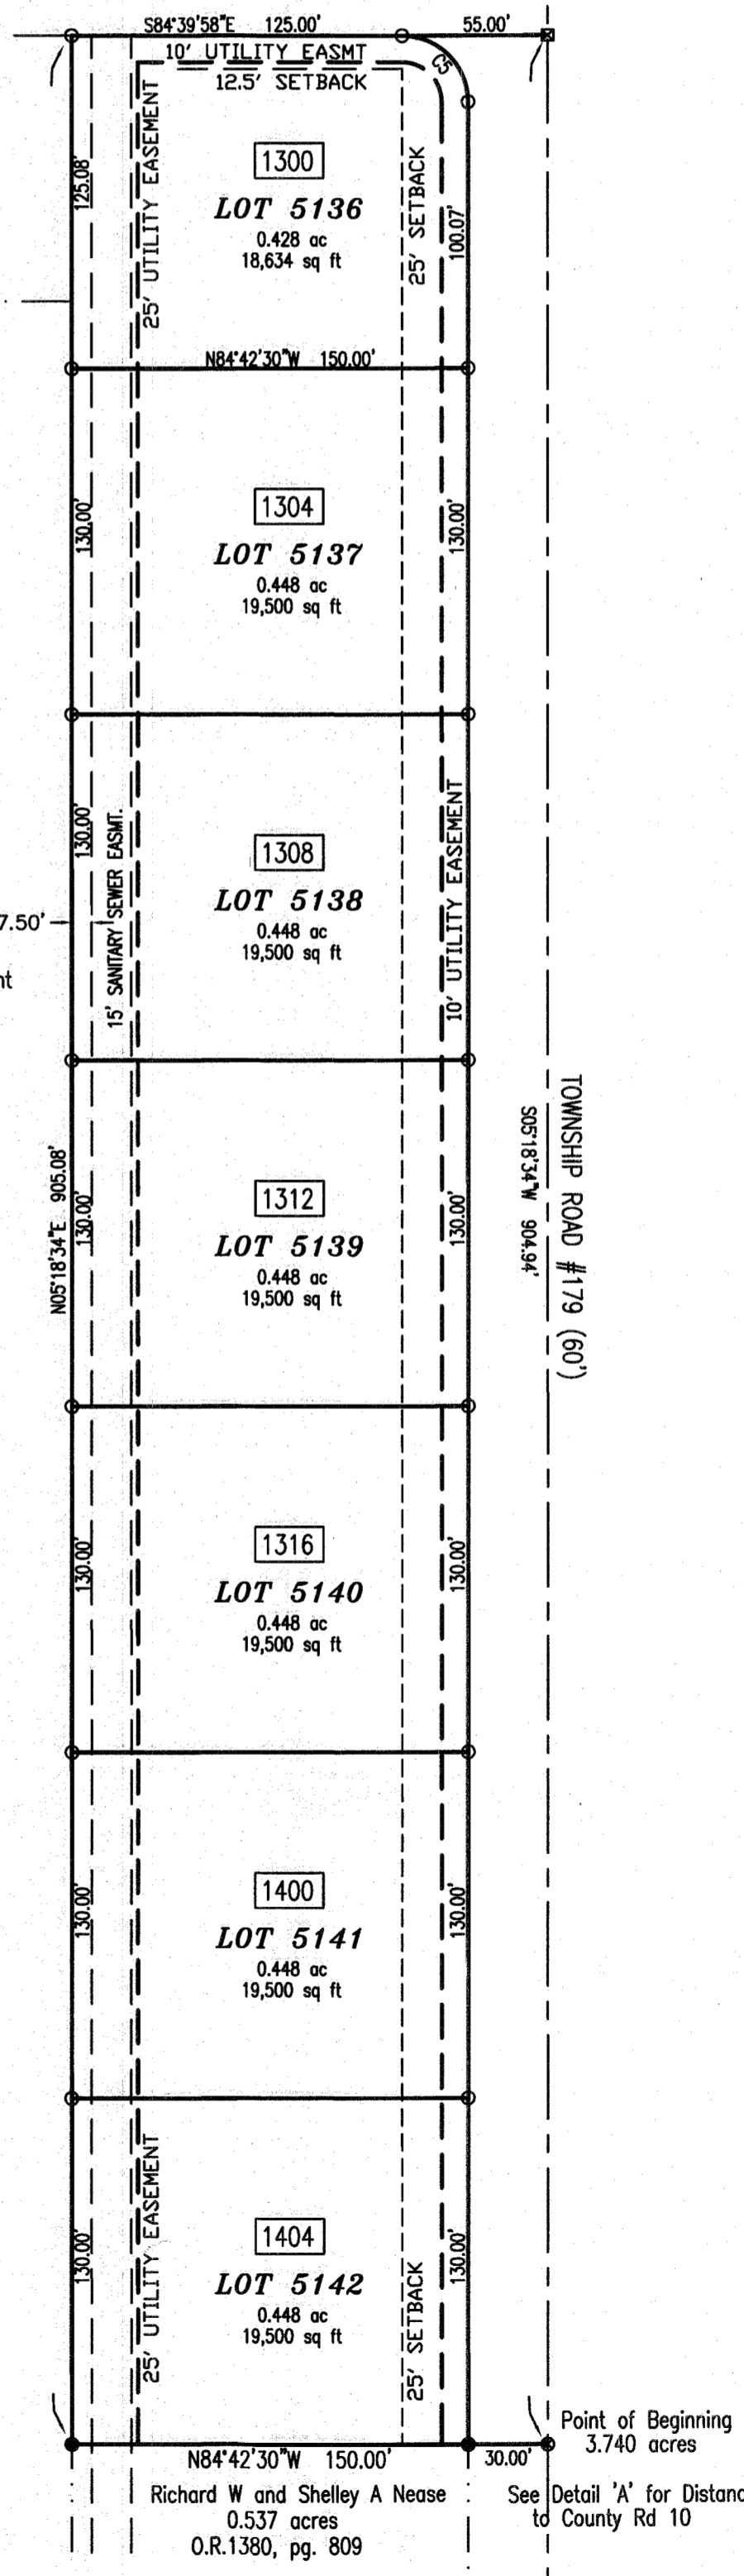 S84°39'58"E 125.00'
55.00'
10' UTILITY EASMT
12.5' SETBACK
C5
125.08'
25' UTILITY EASEMENT
1300
LOT 5136
0.428 ac
18,634 sq ft
25' SETBACK
100.07'
N84°42'30"W 150.00'
130.00'
1304
LOT 5137
0.448 ac
19,500 sq ft
130.00'
130.00'
15' SANITARY SEWER EASMT.
7.50'
nt
1308
LOT 5138
0.448 ac
19,500 sq ft
10' UTILITY EASEMENT
N05°18'34"E 905.08'
130.00'
1312
LOT 5139
0.448 ac
19,500 sq ft
130.00'
S05°18'34"W 904.94'
TOWNSHIP ROAD #179 (60')
130.00'
1316
LOT 5140
0.448 ac
19,500 sq ft
130.00'
130.00'
1400
LOT 5141
0.448 ac
19,500 sq ft
130.00'
130.00'
25' UTILITY EASEMENT
1404
LOT 5142
0.448 ac
19,500 sq ft
25' SETBACK
130.00'
N84°42'30"W 150.00'
30.00'
Point of Beginning
3.740 acres
Richard W and Shelley A Nease
0.537 acres
O.R.1380, pg. 809
See Detail 'A' for Distanc
to County Rd 10